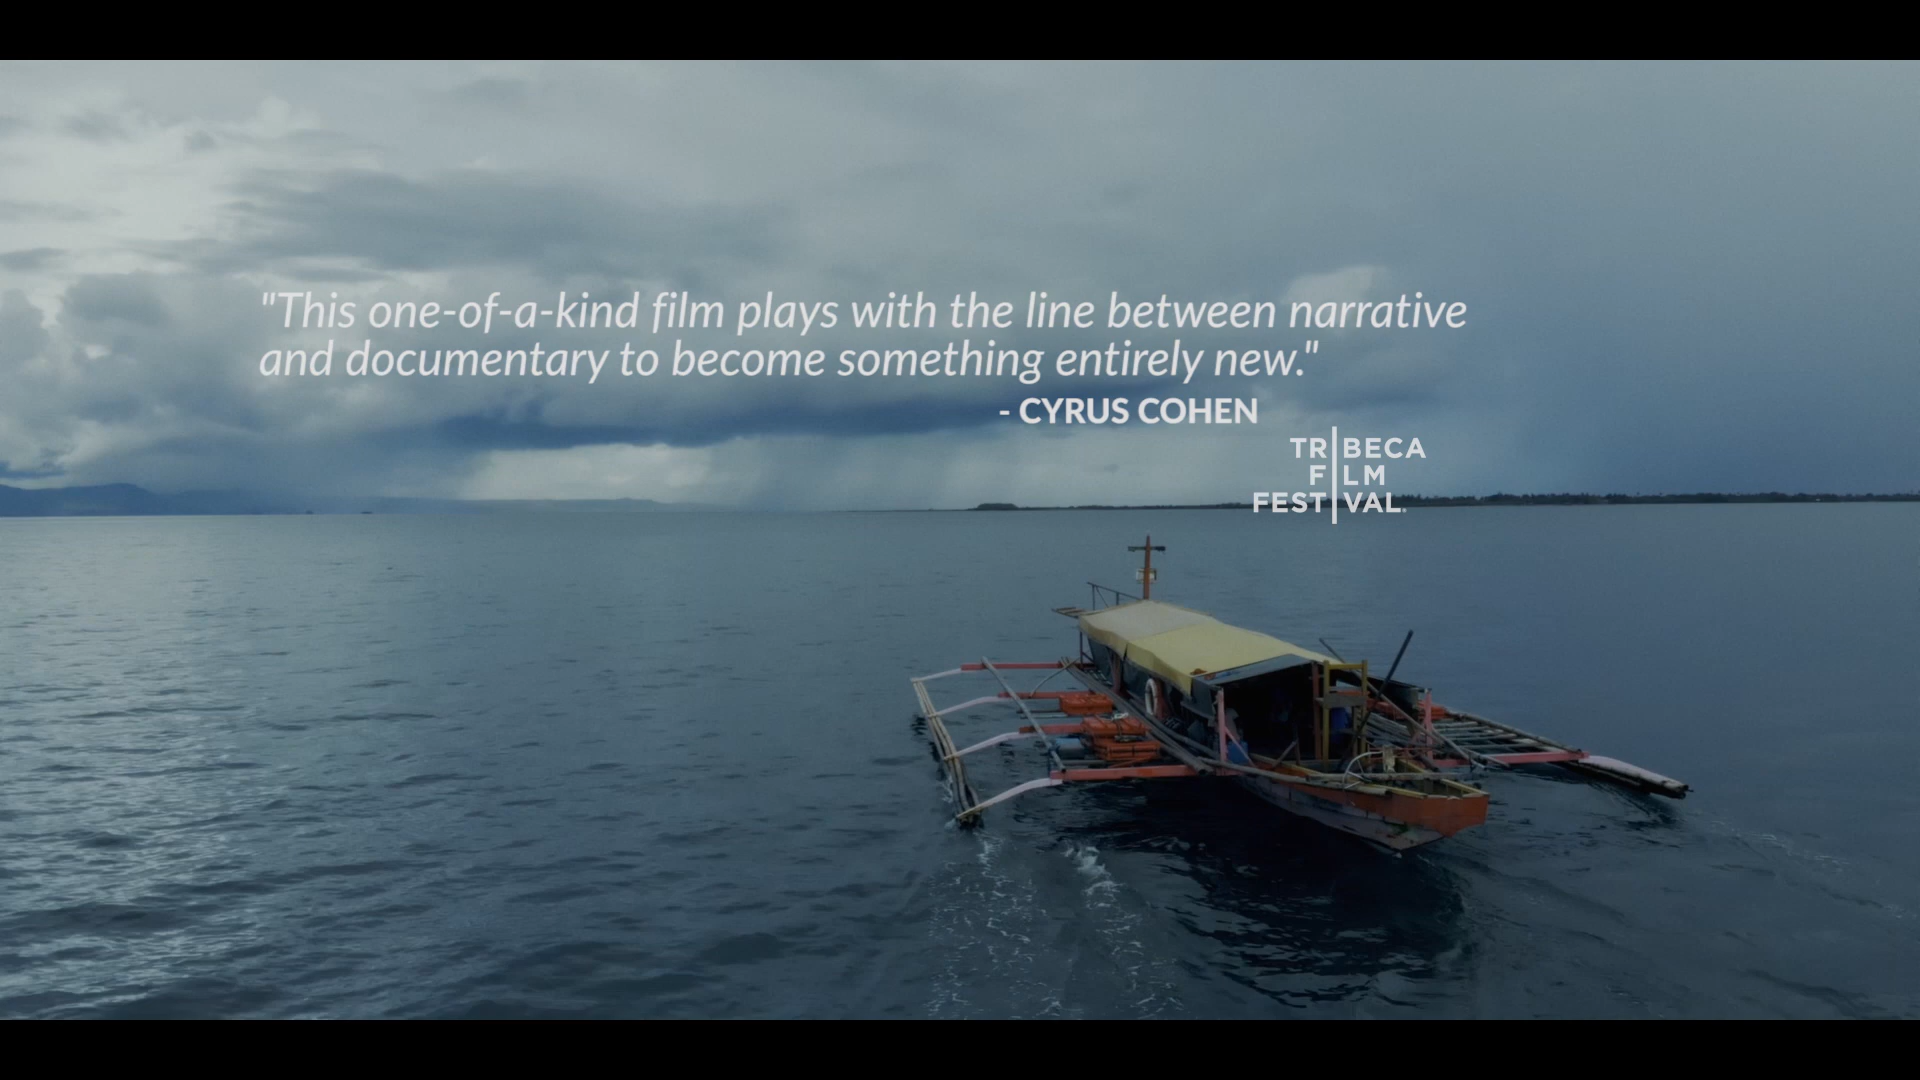 "This one-of-a-kind film plays with the line between narrative
and documentary to become something entirely new."
- CYRUS COHEN
TRIBECA
FILM
FESTIVAL®